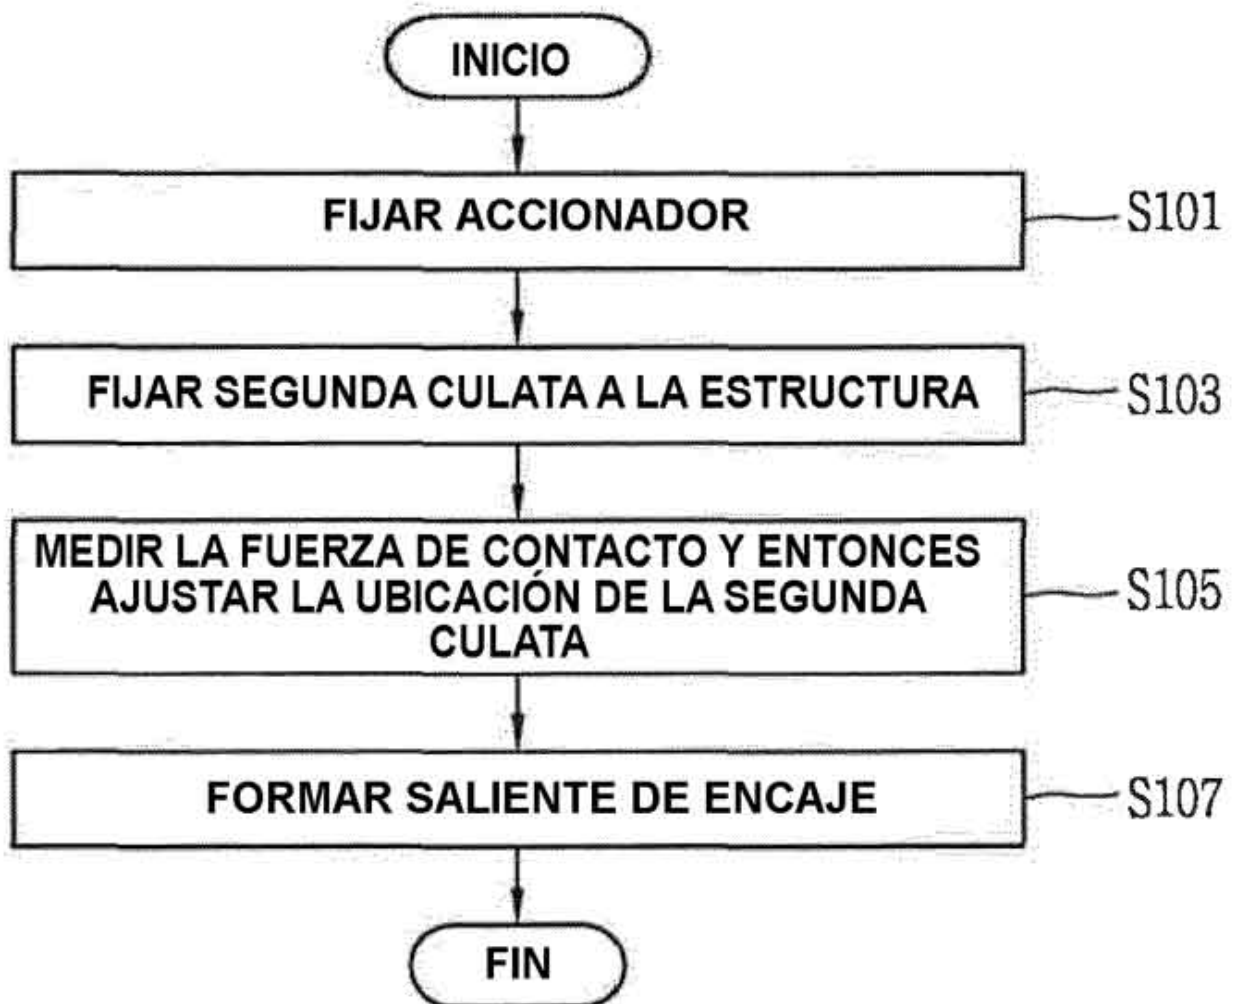 INICIO
FIJAR ACCIONADOR
S101
FIJAR SEGUNDA CULATA A LA ESTRUCTURA
S103
MEDIR LA FUERZA DE CONTACTO Y ENTONCES
AJUSTAR LA UBICACIÓN DE LA SEGUNDA
CULATA
S105
FORMAR SALIENTE DE ENCAJE
S107
FIN